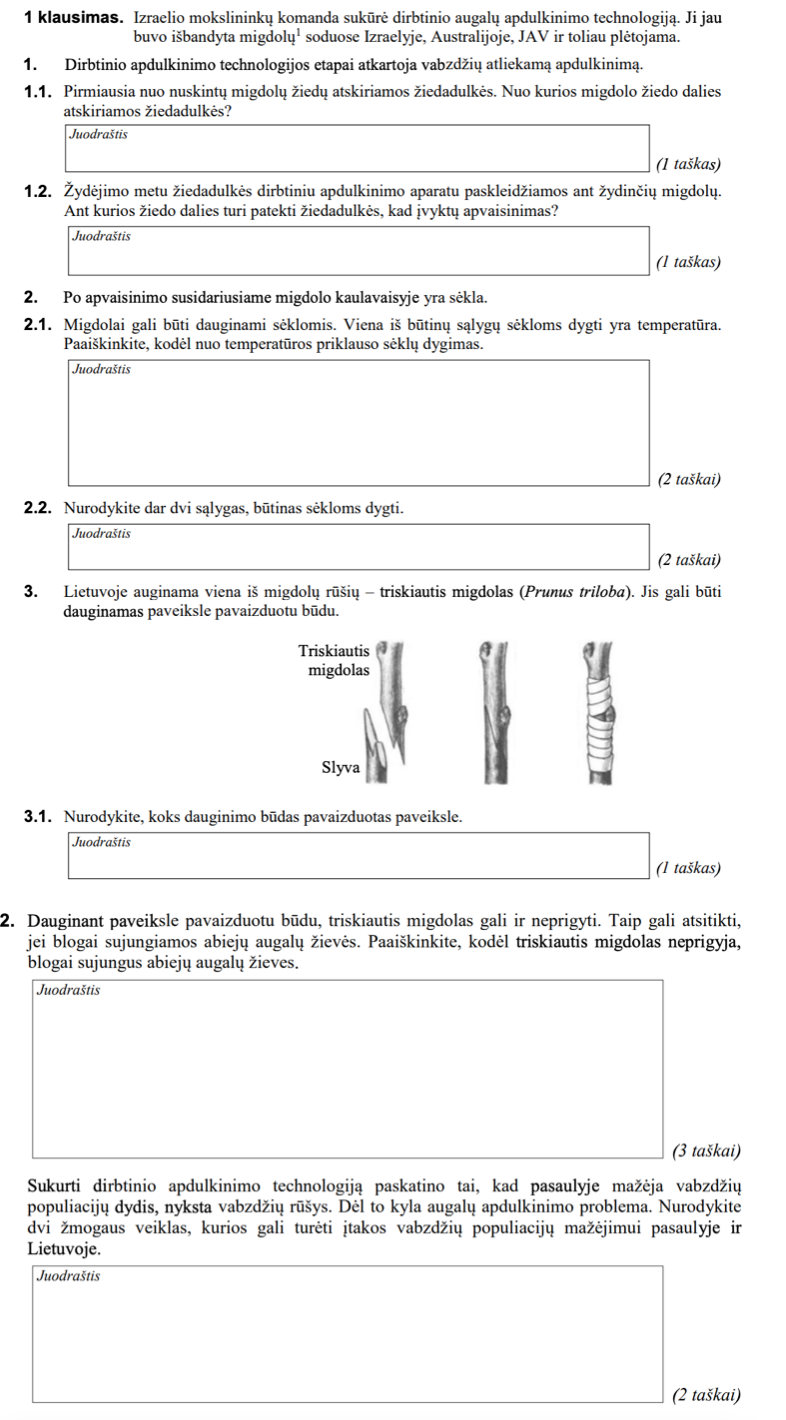 1 klausimas. Izraelio mokslininkų komanda sukūrė dirbtinio augalų apdulkinimo technologiją. Ji jau
buvo išbandyta migdolų¹ soduose Izraelyje, Australijoje, JAV ir toliau plėtojama.
1. Dirbtinio apdulkinimo technologijos etapai atkartoja vabzdžių atliekamą apdulkinimą.
1.1. Pirmiausia nuo nuskintų migdolų žiedų atskiriamos žiedadulkės. Nuo kurios migdolo žiedo dalies
atskiriamos žiedadulkės?
Juodraštis
(1 taškas)
1.2. Žydėjimo metu žiedadulkės dirbtiniu apdulkinimo aparatu paskleidžiamos ant žydinčių migdolų.
Ant kurios žiedo dalies turi patekti žiedadulkės, kad įvyktų apvaisinimas?
Juodraštis
(1 taškas)
2. Po apvaisinimo susidariusiame migdolo kaulavaisyje yra sėkla.
2.1. Migdolai gali būti dauginami sėklomis. Viena iš būtinų sąlygų sėkloms dygti yra temperatūra.
Paaiškinkite, kodėl nuo temperatūros priklauso sėklų dygimas.
Juodraštis
(2 taškai)
2.2. Nurodykite dar dvi sąlygas, būtinas sėkloms dygti.
Juodraštis
(2 taškai)
3. Lietuvoje auginama viena iš migdolų rūšių – triskiautis migdolas (Prunus triloba). Jis gali būti
dauginamas paveiksle pavaizduotu būdu.
Triskiautis
migdolas
Slyva
3.1. Nurodykite, koks dauginimo būdas pavaizduotas paveiksle.
Juodraštis
(1 taškas)
2. Dauginant paveiksle pavaizduotu būdu, triskiautis migdolas gali ir neprigyti. Taip gali atsitikti,
jei blogai sujungiamos abiejų augalų žievės. Paaiškinkite, kodėl triskiautis migdolas neprigyja,
blogai sujungus abiejų augalų žieves.
Juodraštis
(3 taškai)
Sukurti dirbtinio apdulkinimo technologiją paskatino tai, kad pasaulyje mažėja vabzdžių
populiacijų dydis, nyksta vabzdžių rūšys. Dėl to kyla augalų apdulkinimo problema. Nurodykite
dvi žmogaus veiklas, kurios gali turėti įtakos vabzdžių populiacijų mažėjimui pasaulyje ir
Lietuvoje.
Juodraštis
(2 taškai)